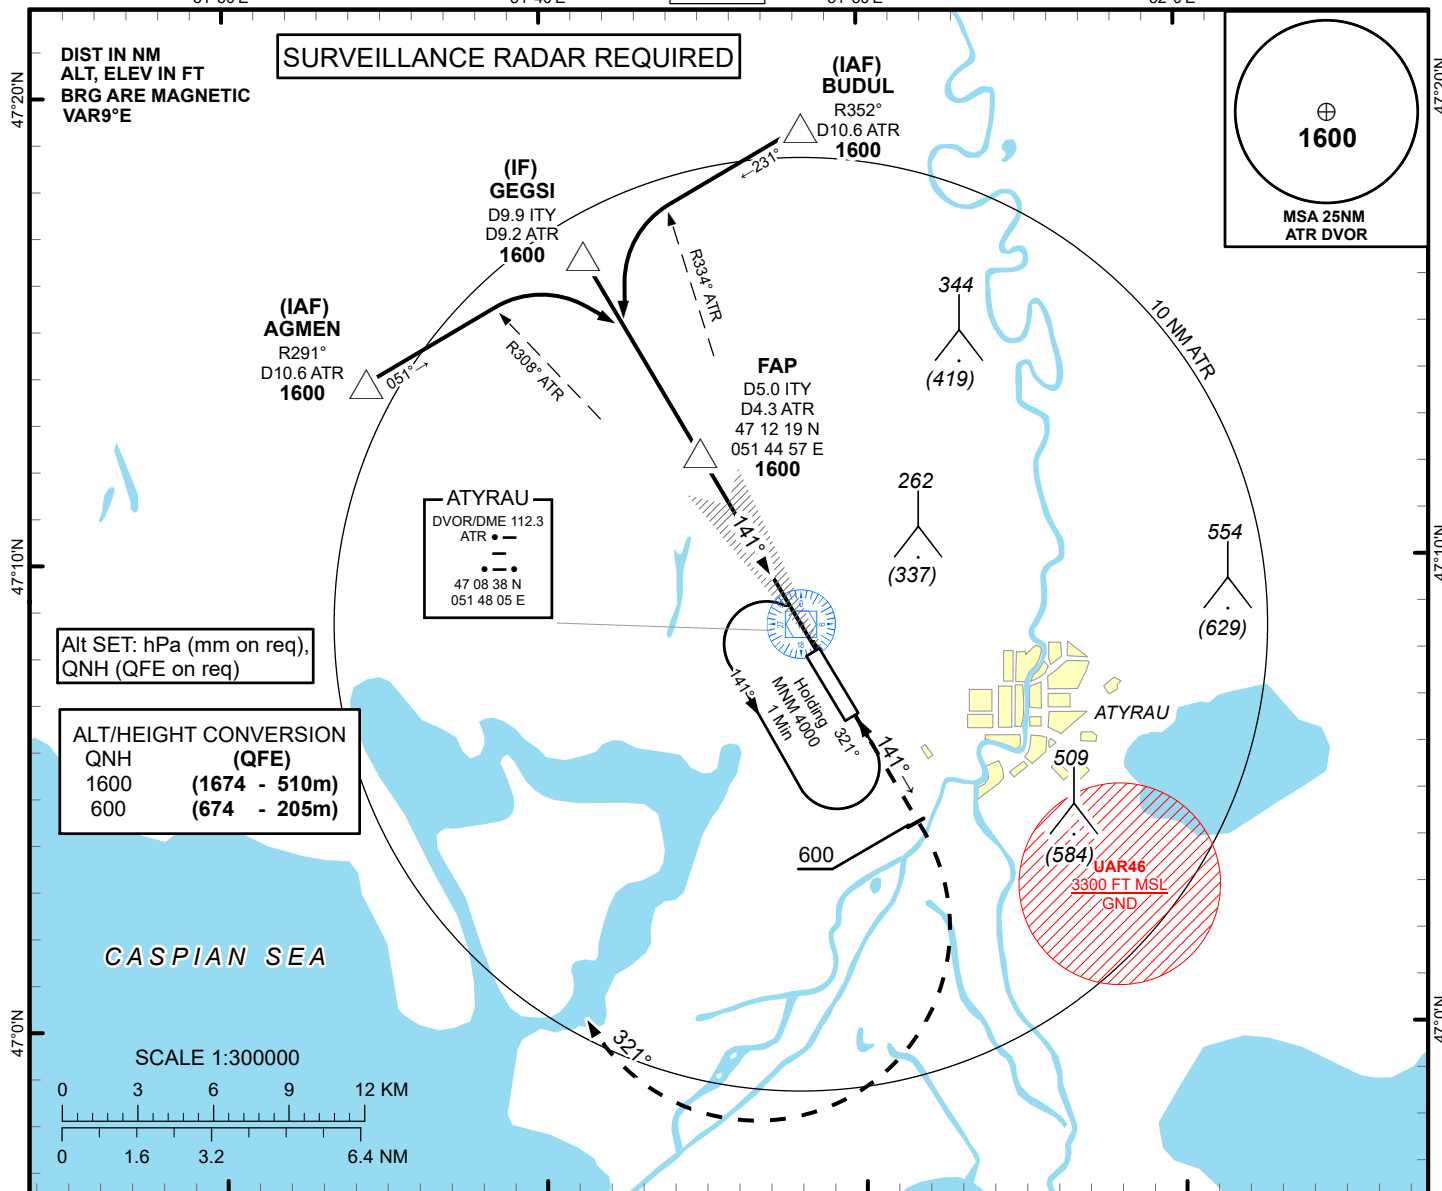 DIST IN NM
ALT, ELEV IN FT
BRG ARE MAGNETIC
VAR9°E
SURVEILLANCE RADAR REQUIRED
(IAF)
BUDUL
R352°
D10.6 ATR
1600
1600
MSA 25NM
ATR DVOR
47°20'N
47°20'N
(IF)
GEGSI
D9.9 ITY
D9.2 ATR
1600
←231°
R334° ATR
(IAF)
AGMEN
R291°
D10.6 ATR
1600
051°→
R308° ATR
344
(419)
10 NM ATR
FAP
D5.0 ITY
D4.3 ATR
47 12 19 N
051 44 57 E
1600
262
(337)
554
(629)
ATYRAU
DVOR/DME 112.3
ATR
47 08 38 N
051 48 05 E
141°
47°10'N
47°10'N
Alt SET: hPa (mm on req),
QNH (QFE on req)
141°
Holding
MNM 4000
1 Min
321°
141°→
ATYRAU
ALT/HEIGHT CONVERSION
QNH (QFE)
1600 (1674 - 510m)
600 (674 - 205m)
509
(584)
600
UAR46
3300 FT MSL
GND
CASPIAN SEA
321°
47°0'N
47°0'N
SCALE 1:300000
0 3 6 9 12 KM
0 1.6 3.2 6.4 NM